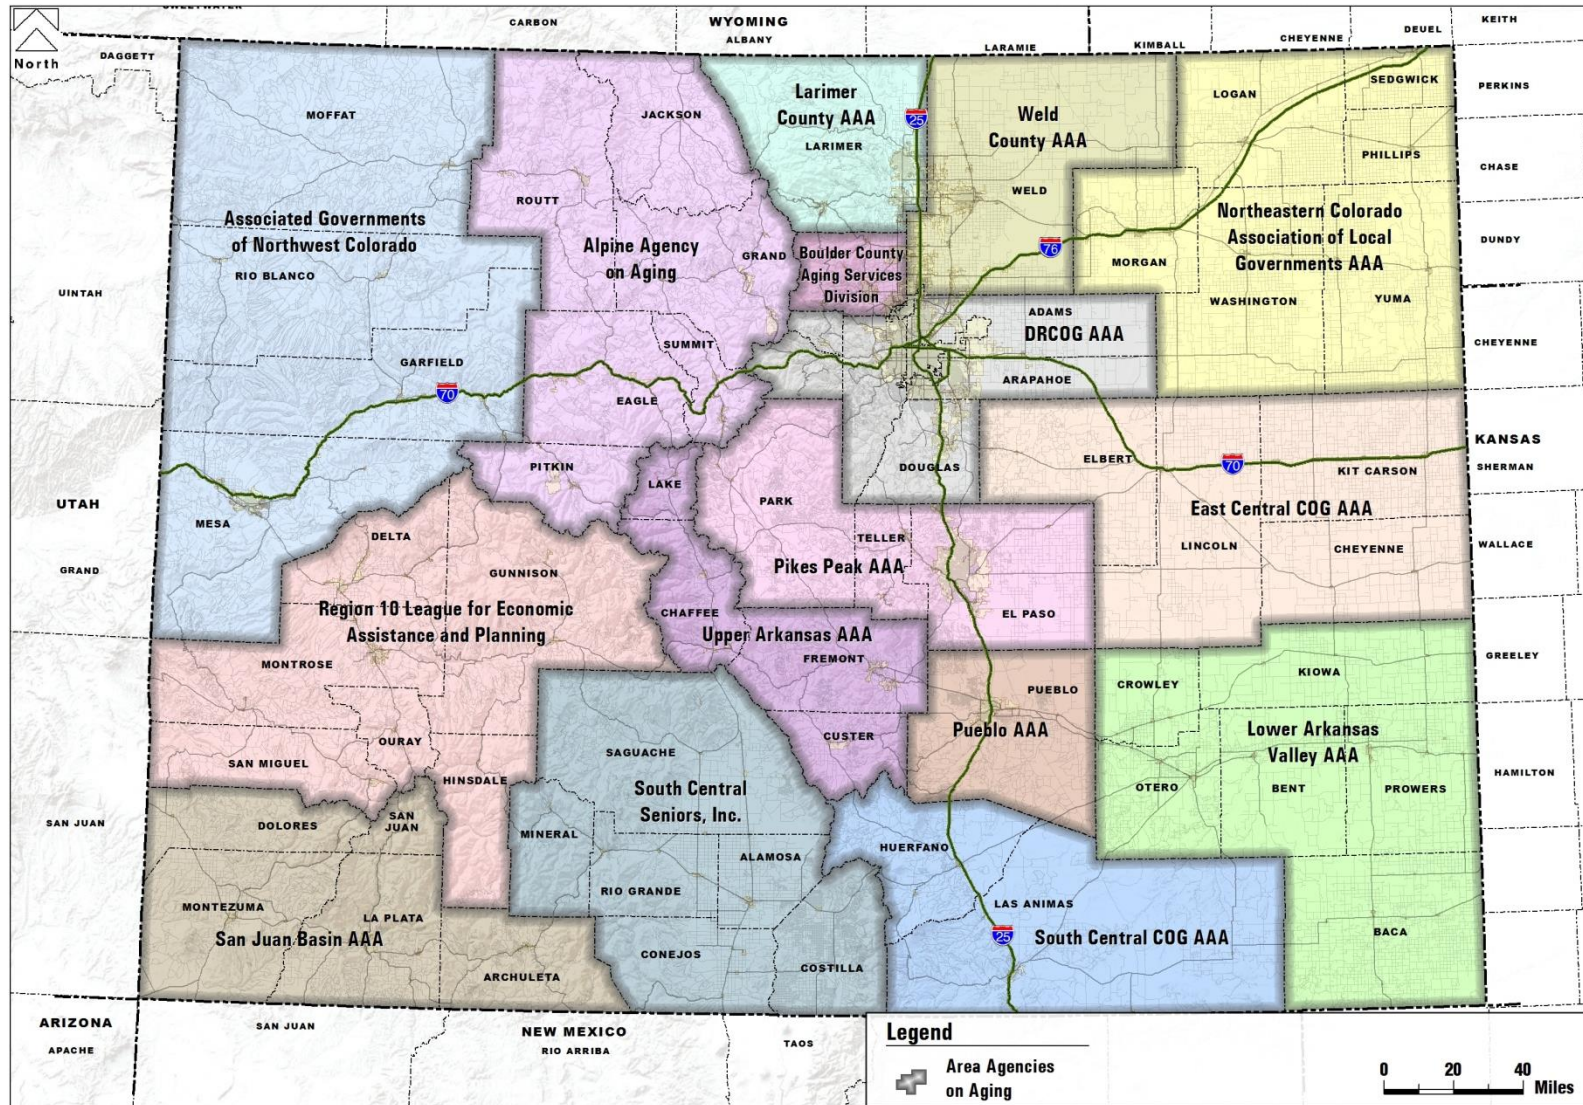 SWEETWATER
CARBON
WYOMING
ALBANY
LARAMIE
KIMBALL
CHEYENNE
DEUEL
KEITH
North
DAGGETT
MOFFAT
JACKSON
Larimer
County AAA
LARIMER
25
Weld
County AAA
WELD
LOGAN
SEDGWICK
PERKINS
PHILLIPS
CHASE
ROUTT
Associated Governments
of Northwest Colorado
RIO BLANCO
Alpine Agency
on Aging
GRAND
Boulder County
Aging Services
Division
76
MORGAN
Northeastern Colorado
Association of Local
Governments AAA
WASHINGTON
YUMA
DUNDY
UINTAH
GARFIELD
SUMMIT
ADAMS
DRCOG AAA
ARAPAHOE
CHEYENNE
70
EAGLE
UTAH
PITKIN
LAKE
PARK
DOUGLAS
ELBERT
70
KIT CARSON
KANSAS
SHERMAN
MESA
DELTA
GUNNISON
TELLER
Pikes Peak AAA
EL PASO
East Central COG AAA
LINCOLN
CHEYENNE
WALLACE
GRAND
Region 10 League for Economic
Assistance and Planning
MONTROSE
CHAFFEE
Upper Arkansas AAA
FREMONT
CUSTER
PUEBLO
Pueblo AAA
CROWLEY
KIOWA
GREELEY
OURAY
SAN MIGUEL
HINSDALE
SAGUACHE
South Central
Seniors, Inc.
Lower Arkansas
Valley AAA
OTERO
BENT
PROWERS
HAMILTON
SAN JUAN
DOLORES
SAN
JUAN
MINERAL
ALAMOSA
RIO GRANDE
HUERFANO
LAS ANIMAS
25
South Central COG AAA
BACA
MONTEZUMA
LA PLATA
San Juan Basin AAA
ARCHULETA
CONEJOS
COSTILLA
ARIZONA
APACHE
SAN JUAN
NEW MEXICO
RIO ARRIBA
TAOS
Legend
Area Agencies
on Aging
0 20 40
Miles